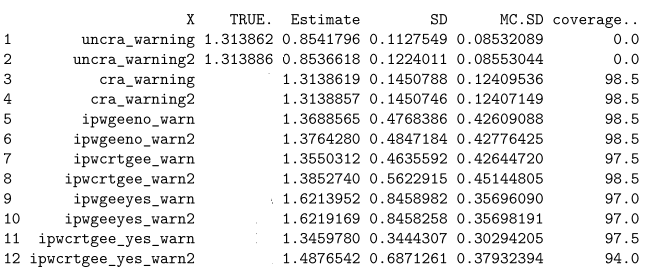 X TRUE. Estimate SD MC.SD coverage..
1 uncra_warning 1.313862 0.8541796 0.1127549 0.08532089 0.0
2 uncra_warning2 1.313886 0.8536618 0.1224011 0.08553044 0.0
3 cra_warning 1.3138619 0.1450788 0.12409536 98.5
4 cra_warning2 1.3138857 0.1450746 0.12407149 98.5
5 ipwgeeno_warn 1.3688565 0.4768386 0.42609088 98.5
6 ipwgeeno_warn2 1.3764280 0.4847184 0.42776425 98.5
7 ipwcrtgee_warn 1.3550312 0.4635592 0.42644720 97.5
8 ipwcrtgee_warn2 1.3852740 0.5622915 0.45144805 98.5
9 ipwgeeyes_warn 1.6213952 0.8458982 0.35696090 97.0
10 ipwgeeyes_warn2 1.6219169 0.8458258 0.35698191 97.0
11 ipwcrtgee_yes_warn 1.3459780 0.3444307 0.30294205 97.5
12 ipwcrtgee_yes_warn2 1.4876542 0.6871261 0.37932394 94.0